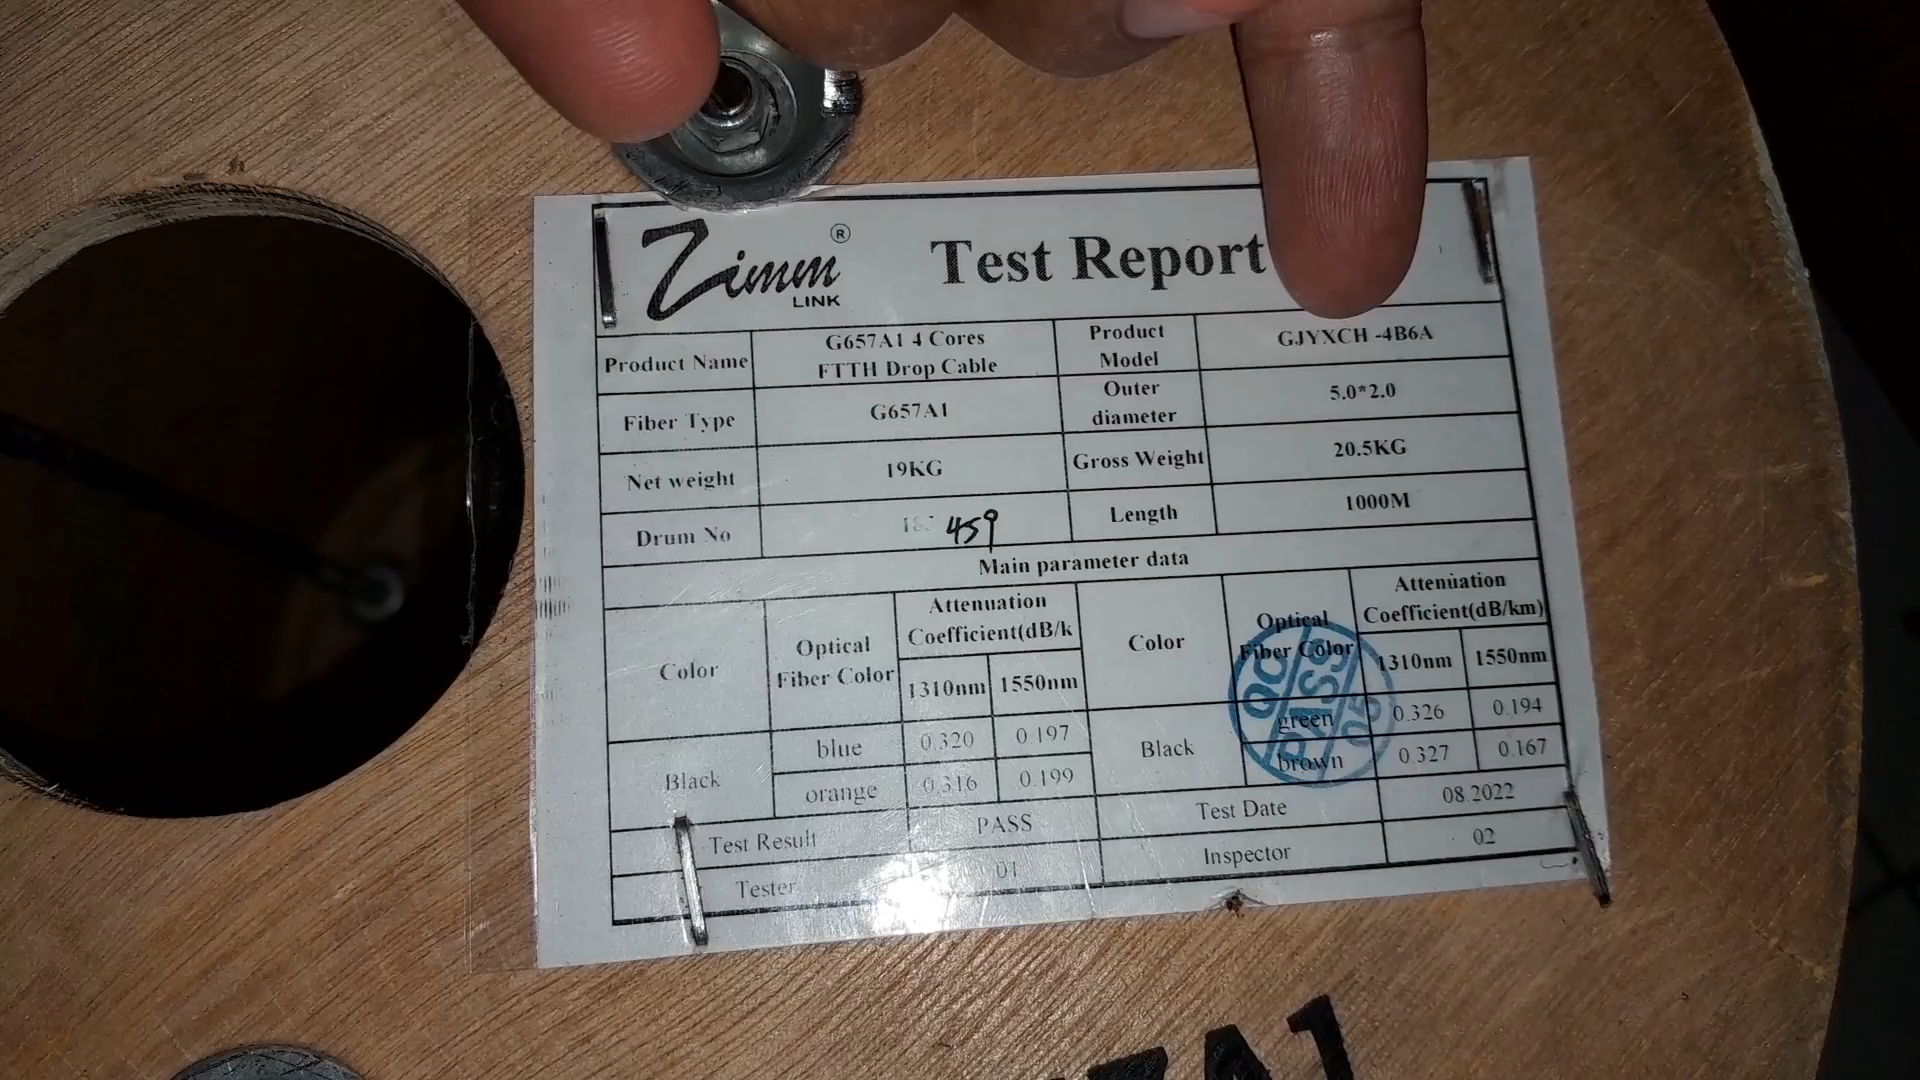 Zimm ®
LINK
Test Report
Product Name
G657A1 4 Cores
FTTH Drop Cable
Product
Model
GJYXCH -4B6A
Fiber Type
G657A1
Outer
diameter
5.0*2.0
Net weight
19KG
Gross Weight
20.5KG
Drum No
459
Length
1000M
Main parameter data
Color
Optical
Fiber Color
Attenuation
Coefficient(dB/k
1310nm
1550nm
Color
Optical
Fiber Color
Attenuation
Coefficient(dB/km)
1310nm
1550nm
Black
blue
0.320
0.197
orange
0.316
0.199
Black
green
0.326
0.194
brown
0.327
0.167
QC
PASS
05
Test Result
PASS
Test Date
08.2022
Tester
01
Inspector
02